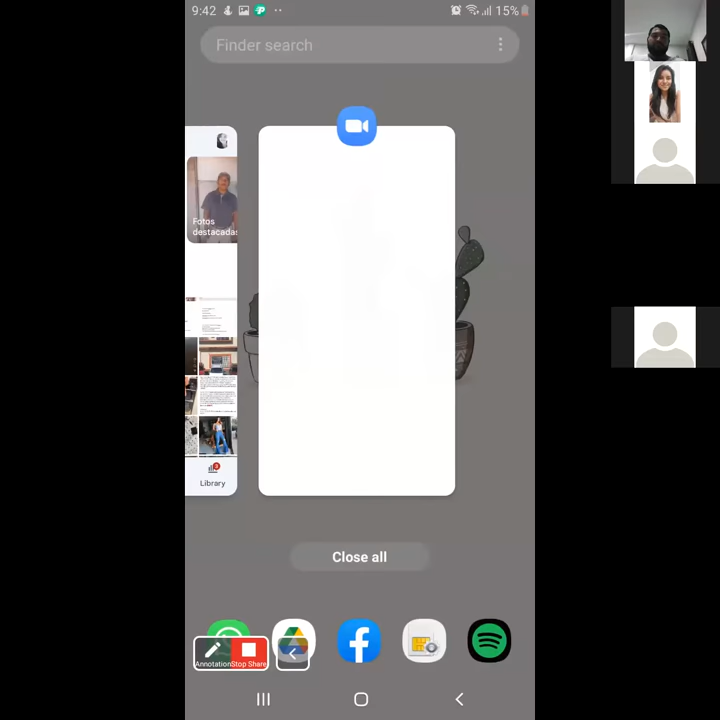 9:42
15%
Finder search
Fotos
destacadas
Library
Close all
Annotation
Stop Share